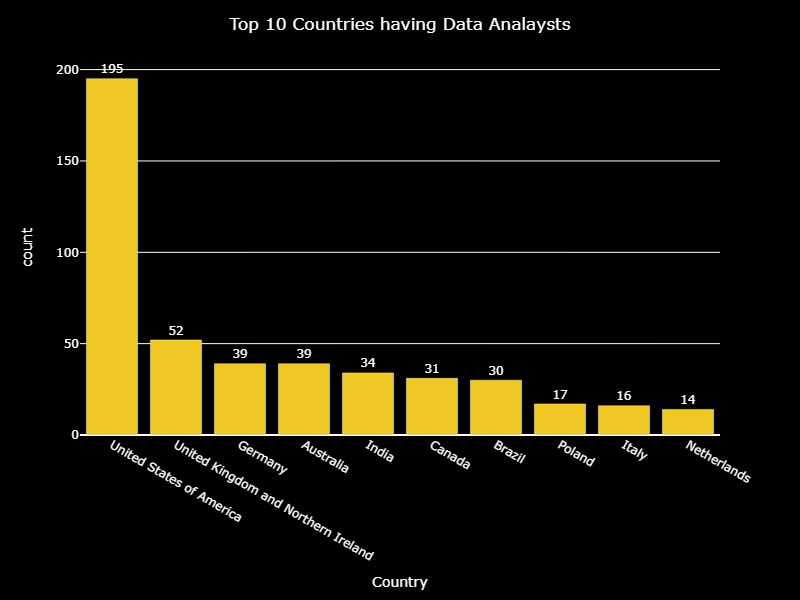 Top 10 Countries having Data Analaysts
count
200
150
100
50
0
195
52
39
39
34
31
30
17
16
14
United States of America
United Kingdom and Northern Ireland
Germany
Australia
India
Canada
Brazil
Poland
Italy
Netherlands
Country